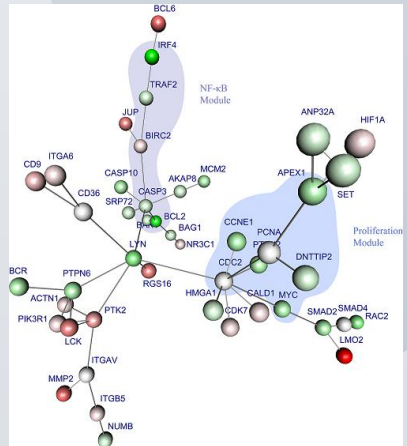 BCL6
IRF4
TRAF2
NF-κB
Module
JUP
BIRC2
ANP32A
HIF1A
ITGA6
CD9
CASP10
AKAP8
MCM2
APEX1
SET
CD36
SRP72
CASP3
BCL2
BAG1
CCNE1
PCNA
Proliferation
Module
LYN
NR3C1
CDC2
DNTTIP2
BCR
PTPN6
RGS16
HMGA1
CALD1
MYC
ACTN1
PTK2
CDK7
SMAD2
SMAD4
RAC2
PIK3R1
LCK
LMO2
ITGAV
MMP2
ITGB5
NUMB